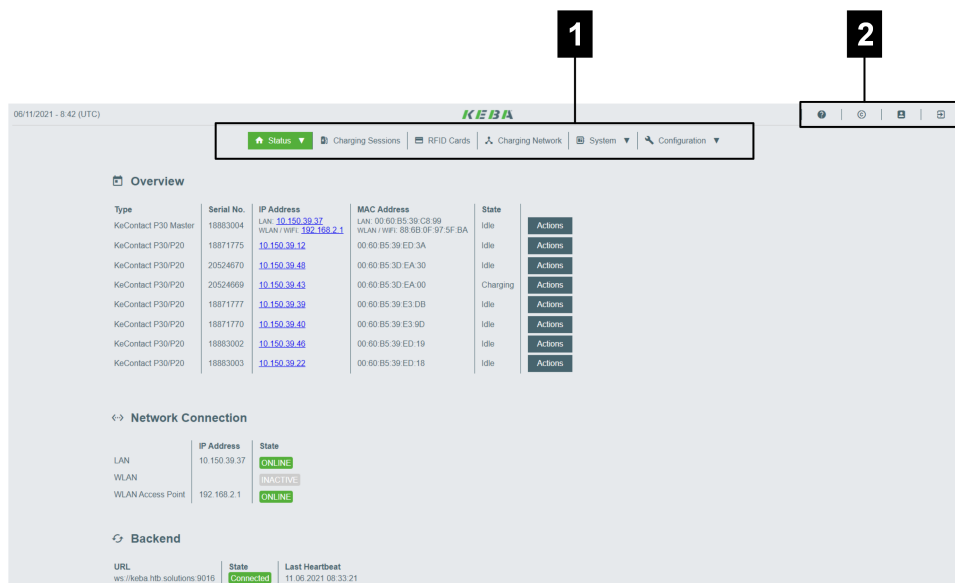 1
2
06/11/2021 - 8:42 (UTC)
KEBA
Status ▼ Charging Sessions RFID Cards Charging Network System ▼ Configuration ▼
Overview
Type Serial No. IP Address MAC Address State
KeContact P30 Master 18883004 LAN: 10.150.39.37 LAN: 00:60:B5:39:C8:99 Idle Actions
WLAN / WIFI: 192.168.2.1 WLAN / WIFI: 88:6B:0F:97:5F:BA
KeContact P30/P20 18871775 10.150.39.12 00:60:B5:39:ED:3A Idle Actions
KeContact P30/P20 20524670 10.150.39.48 00:60:B5:3D:EA:30 Idle Actions
KeContact P30/P20 20524669 10.150.39.43 00:60:B5:3D:EA:00 Charging Actions
KeContact P30/P20 18871777 10.150.39.39 00:60:B5:39:E3:DB Idle Actions
KeContact P30/P20 18871770 10.150.39.40 00:60:B5:39:E3:9D Idle Actions
KeContact P30/P20 18883002 10.150.39.46 00:60:B5:39:ED:19 Idle Actions
KeContact P30/P20 18883003 10.150.39.22 00:60:B5:39:ED:18 Idle Actions
Network Connection
IP Address State
LAN 10.150.39.37 ONLINE
WLAN INACTIVE
WLAN Access Point 192.168.2.1 ONLINE
Backend
URL State Last Heartbeat
ws://keba.htb.solutions:9016 Connected 11.06.2021 08:33:21